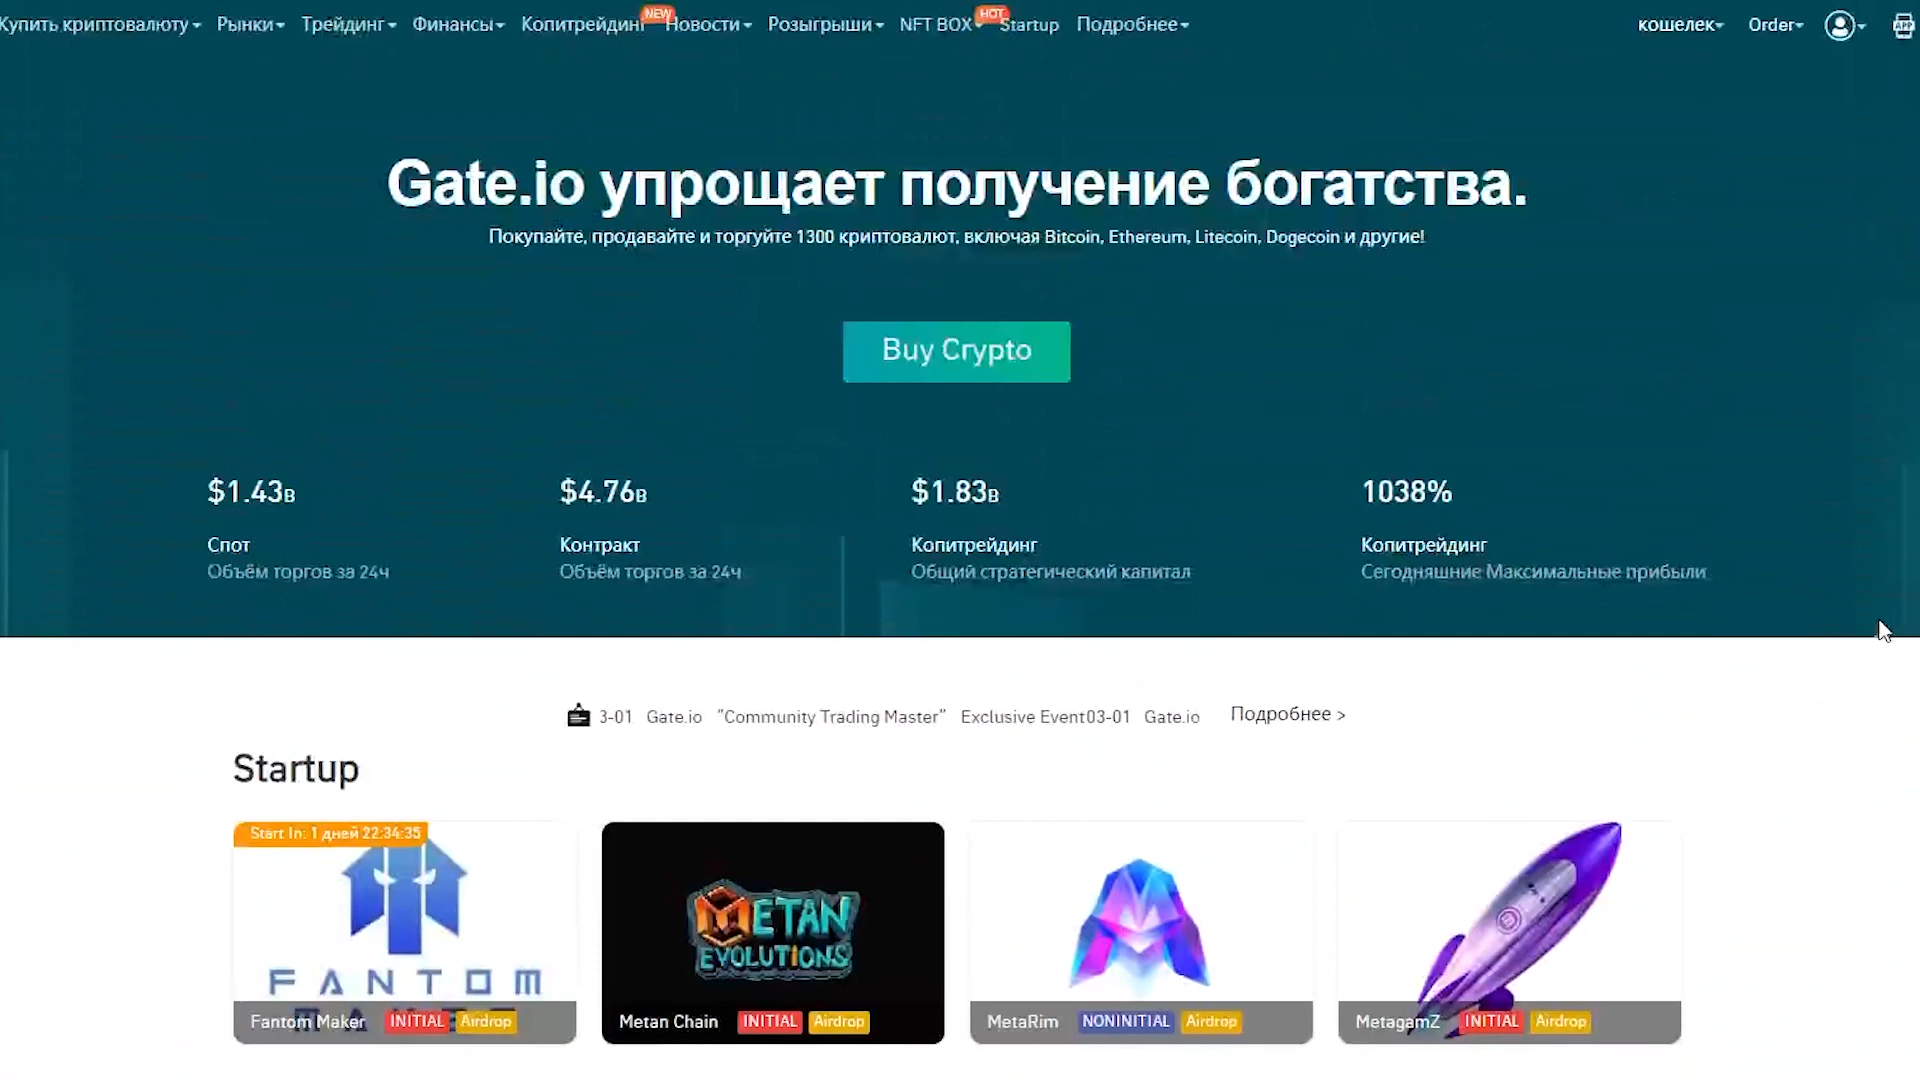 Купить криптовалюту Рынки Трейдинг Финансы Копитрейдинг NEW Новости Розыгрыши NFT BOX HOT Startup Подробнее кошелек Order APP
Gate.io упрощает получение богатства.
Покупайте, продавайте и торгуйте 1300 криптовалют, включая Bitcoin, Ethereum, Litecoin, Dogecoin и другие!
Buy Crypto
$1.43B $4.76B $1.83B 1038%
Спот Контракт Копитрейдинг Копитрейдинг
Объём торгов за 24ч Объём торгов за 24ч Общий стратегический капитал Сегодняшние Максимальные прибыли
3-01 Gate.io "Community Trading Master" Exclusive Event03-01 Gate.io Подробнее >
Startup
Start In: 1 дней 22:34:35
METAN
EVOLUTIONS
FANTOM
Fantom Maker INITIAL Airdrop Metan Chain INITIAL Airdrop MetaRim NONINITIAL Airdrop MetagamZ INITIAL Airdrop